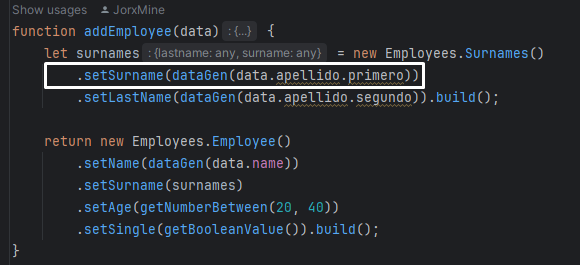 Show usages JorxMine
function addEmployee(data) :{...} {
let surnames :{lastname: any, surname: any} = new Employees.Surnames()
.setSurname(dataGen(data.apellido.primero))
.setLastName(dataGen(data.apellido.segundo)).build();
return new Employees.Employee()
.setName(dataGen(data.name))
.setSurname(surnames)
.setAge(getNumberBetween(20, 40))
.setSingle(getBooleanValue()).build();
}